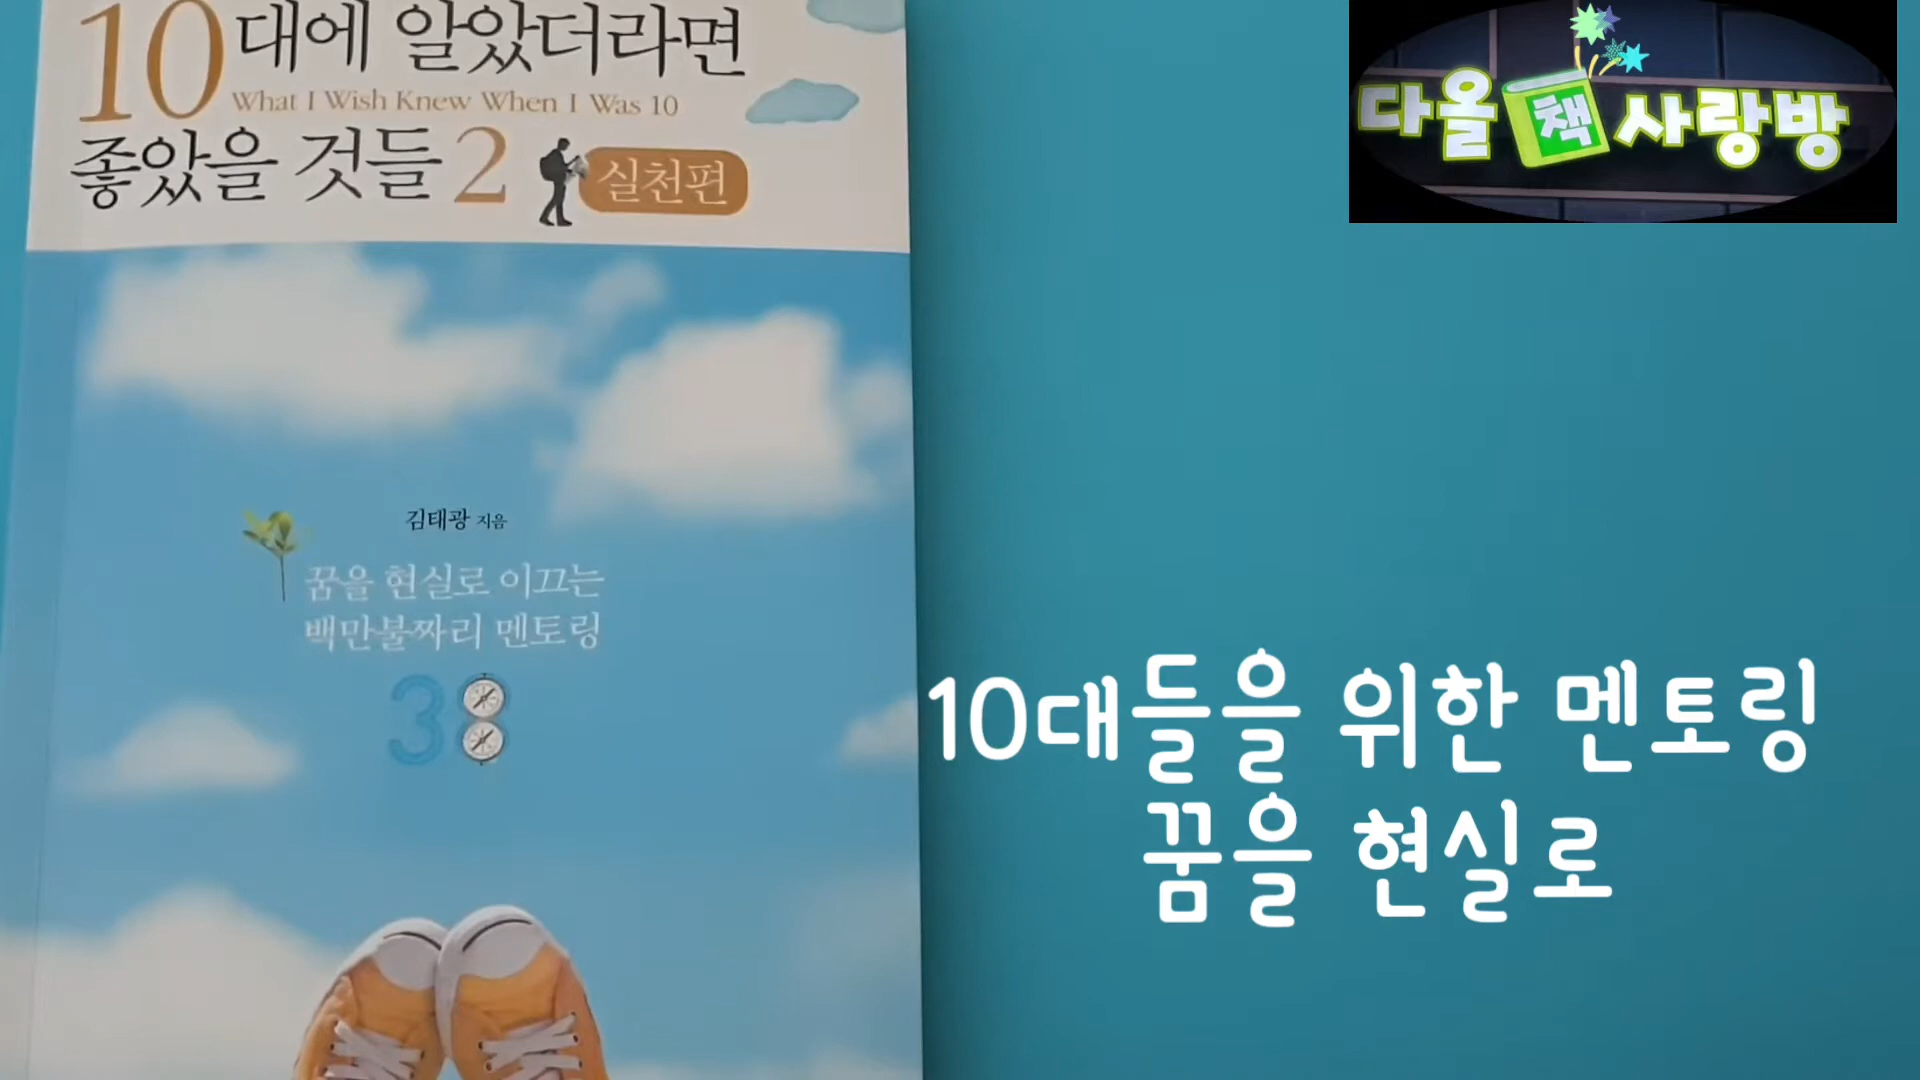 10대에 알았더라면
What I Wish Knew When I Was 10
좋았을 것들 2 실천편
김태광 지음
꿈을 현실로 이끄는
백만불짜리 멘토링
38
다올 책 사랑방
10대들을 위한 멘토링
꿈을 현실로